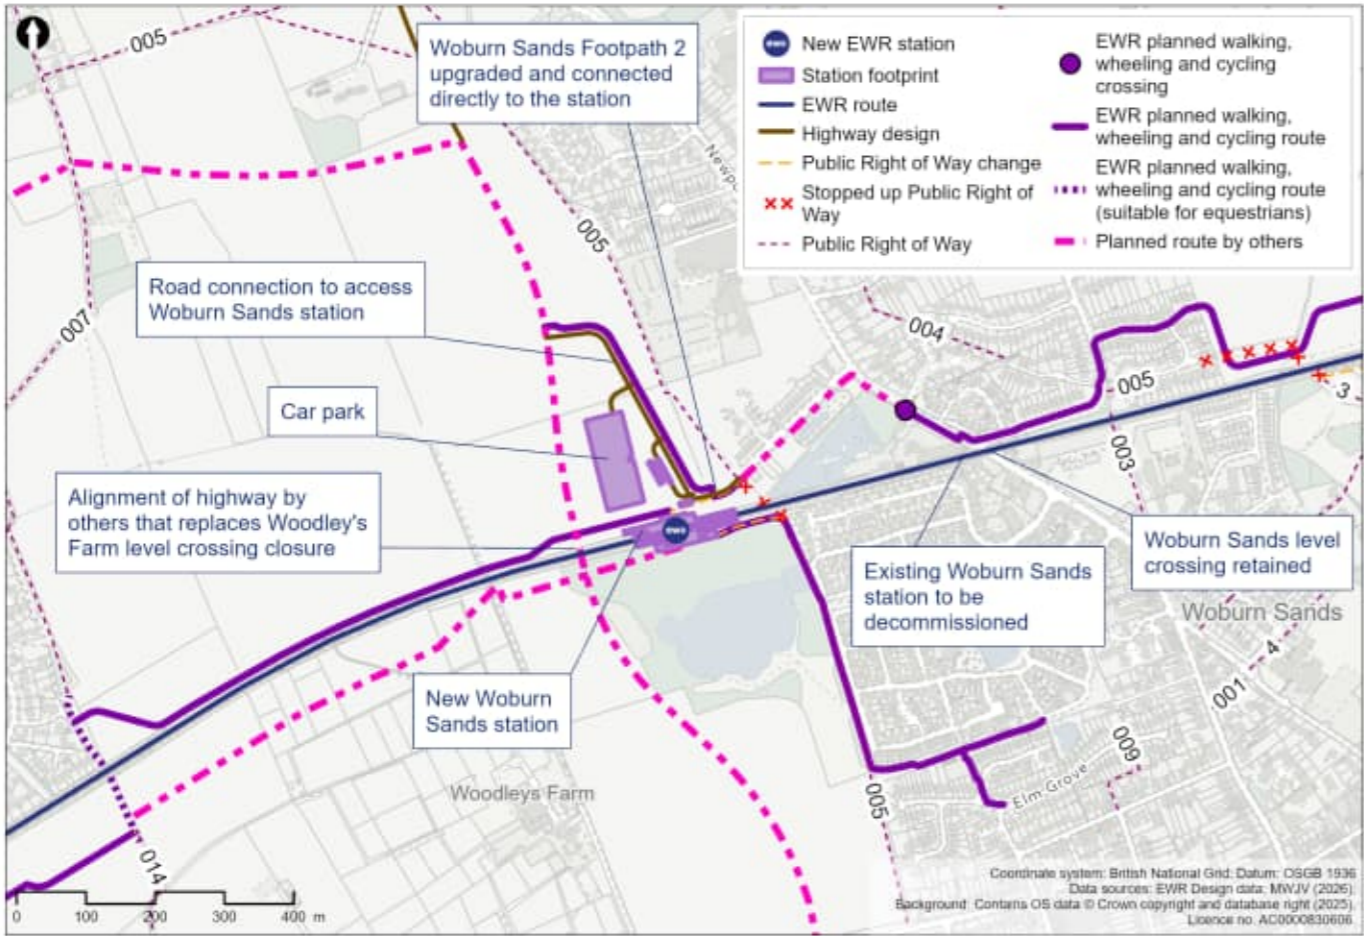 005
Woburn Sands Footpath 2
upgraded and connected
directly to the station
ewr
New EWR station
Station footprint
EWR route
Highway design
Public Right of Way change
Stopped up Public Right of
Way
Public Right of Way
EWR planned walking,
wheeling and cycling
crossing
EWR planned walking,
wheeling and cycling route
EWR planned walking,
wheeling and cycling route
(suitable for equestrians)
Planned route by others
005
Road connection to access
Woburn Sands station
007
004
005
3
Car park
003
Alignment of highway by
others that replaces Woodley's
Farm level crossing closure
ewr
Existing Woburn Sands
station to be
decommissioned
Woburn Sands level
crossing retained
Woburn Sands
4
001
New Woburn
Sands station
009
Woodleys Farm
Elm Grove
005
014
0 100 200 300 400 m
Coordinate system: British National Grid: Datum: OSGB 1936
Data sources: EWR Design data: MWJV (2026).
Background: Contains OS data © Crown copyright and database right (2025).
Licence no. AC0000830606.